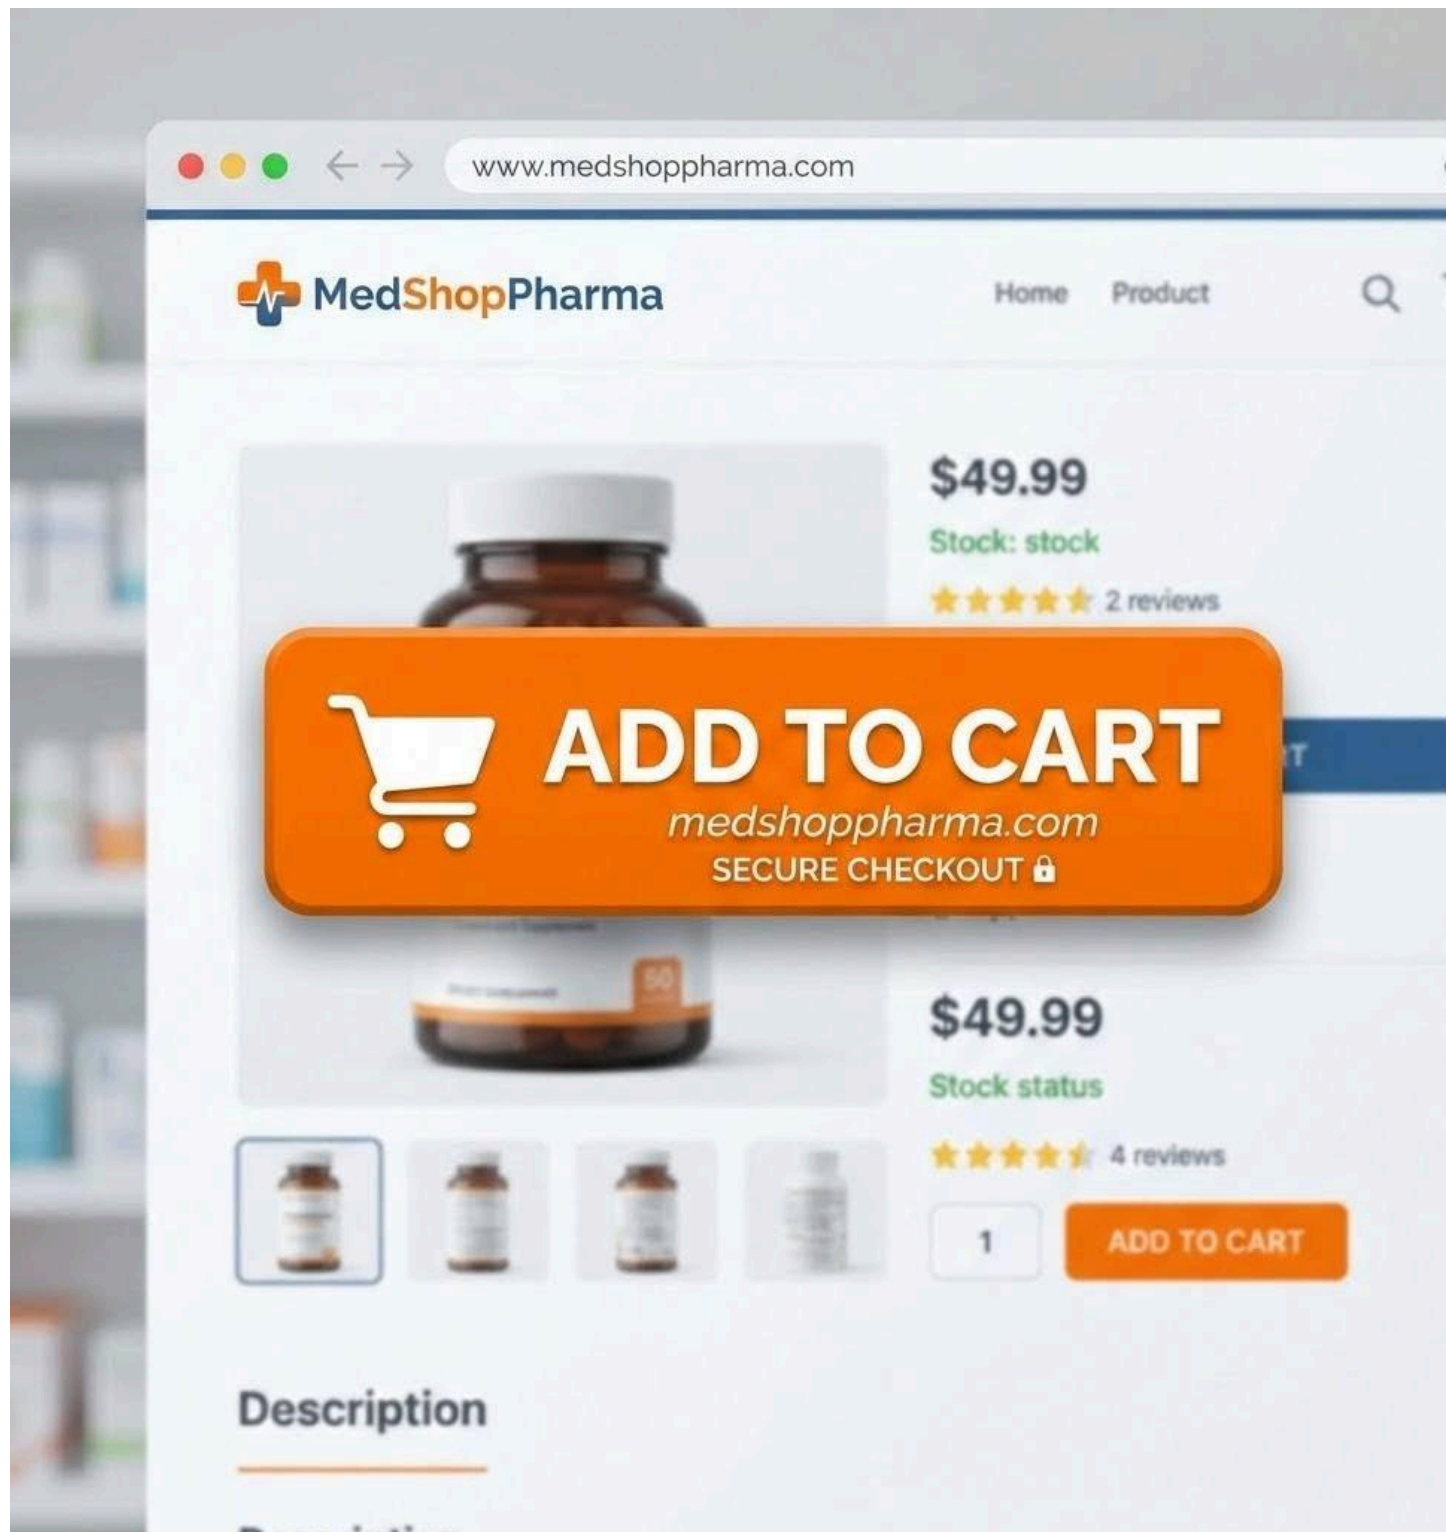 www.medshoppharma.com
MedShopPharma
Home Product
$49.99
Stock: stock
2 reviews
ADD TO CART
medshoppharma.com
SECURE CHECKOUT
60
$49.99
Stock status
4 reviews
1
ADD TO CART
Description